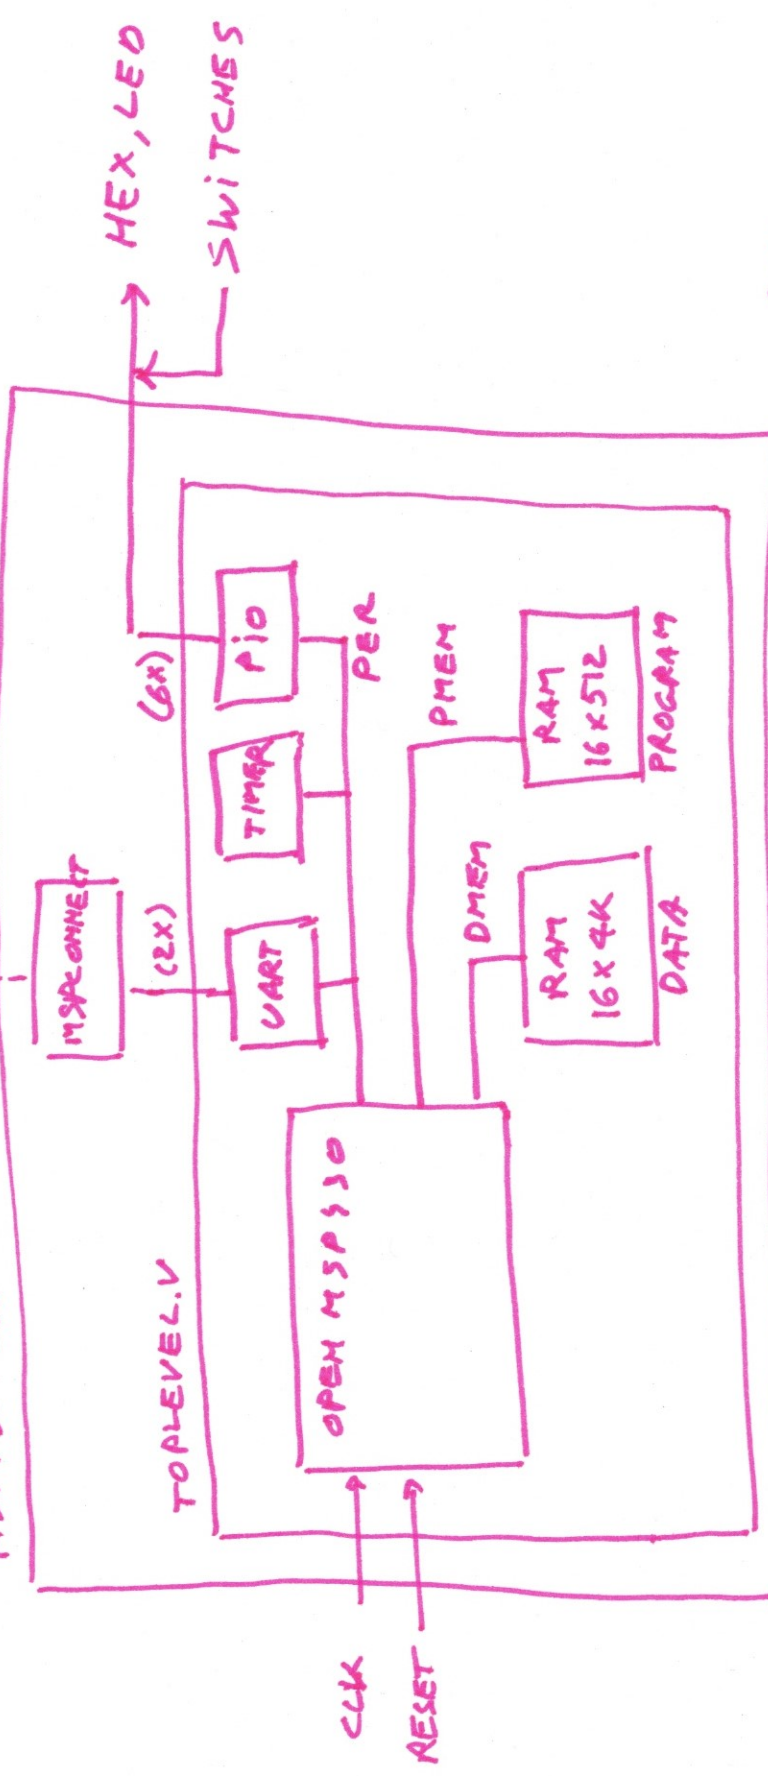 HEX, LED
SWITCHES
MSPCONNECT
(2X)
(6X)
TOPLEVEL.V
UART
TIMER
PIO
PER
OPEN MSP430
PMEM
DMEM
RAM
16X4K
DATA
RAM
16X512
PROGRAM
CLK
RESET